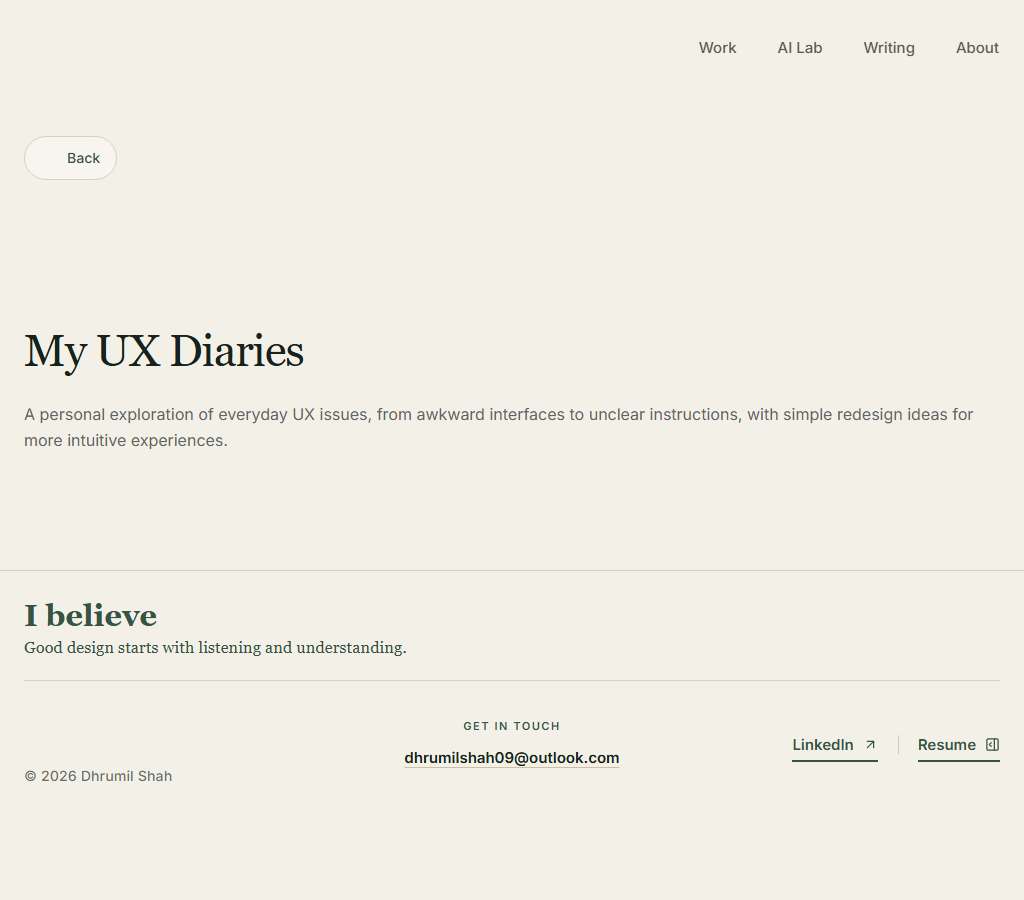 Work AI Lab Writing About
Back
My UX Diaries
A personal exploration of everyday UX issues, from awkward interfaces to unclear instructions, with simple redesign ideas for
more intuitive experiences.
I believe
Good design starts with listening and understanding.
GET IN TOUCH
dhrumilshah09@outlook.com
LinkedIn Resume
© 2026 Dhrumil Shah